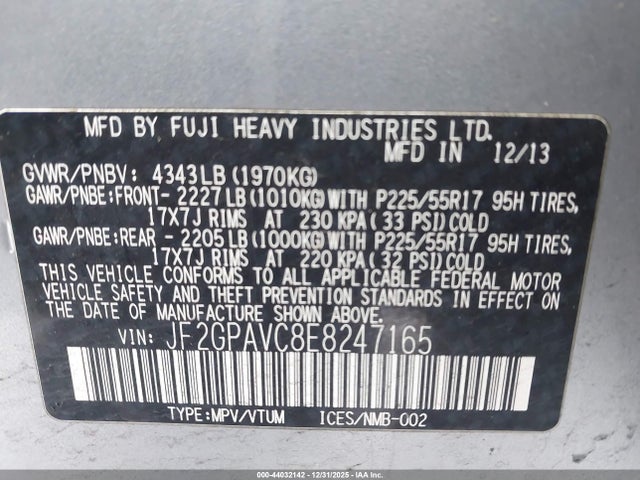 MFD BY FUJI HEAVY INDUSTRIES LTD.
MFD IN 12/13
GVWR/PNBV: 4343LB (1970KG)
GAWR/PNBE:FRONT- 2227LB(1010KG)WITH P225/55R17 95H TIRES,
17X7J RIMS AT 230 KPA( 33 PSI)COLD
GAWR/PNBE:REAR - 2205LB(1000KG)WITH P225/55R17 95H TIRES,
17X7J RIMS AT 220 KPA( 32 PSI)COLD
THIS VEHICLE CONFORMS TO ALL APPLICABLE FEDERAL MOTOR
VEHICLE SAFETY AND THEFT PREVENTION STANDARDS IN EFFECT ON
THE DATE OF MANUFACTURE SHOWN ABOVE.
VIN: JF2GPAVC8E8247165
TYPE:MPV/VTUM ICES/NMB-002
000-44032142 - 12/31/2025 - IAAHQCARS